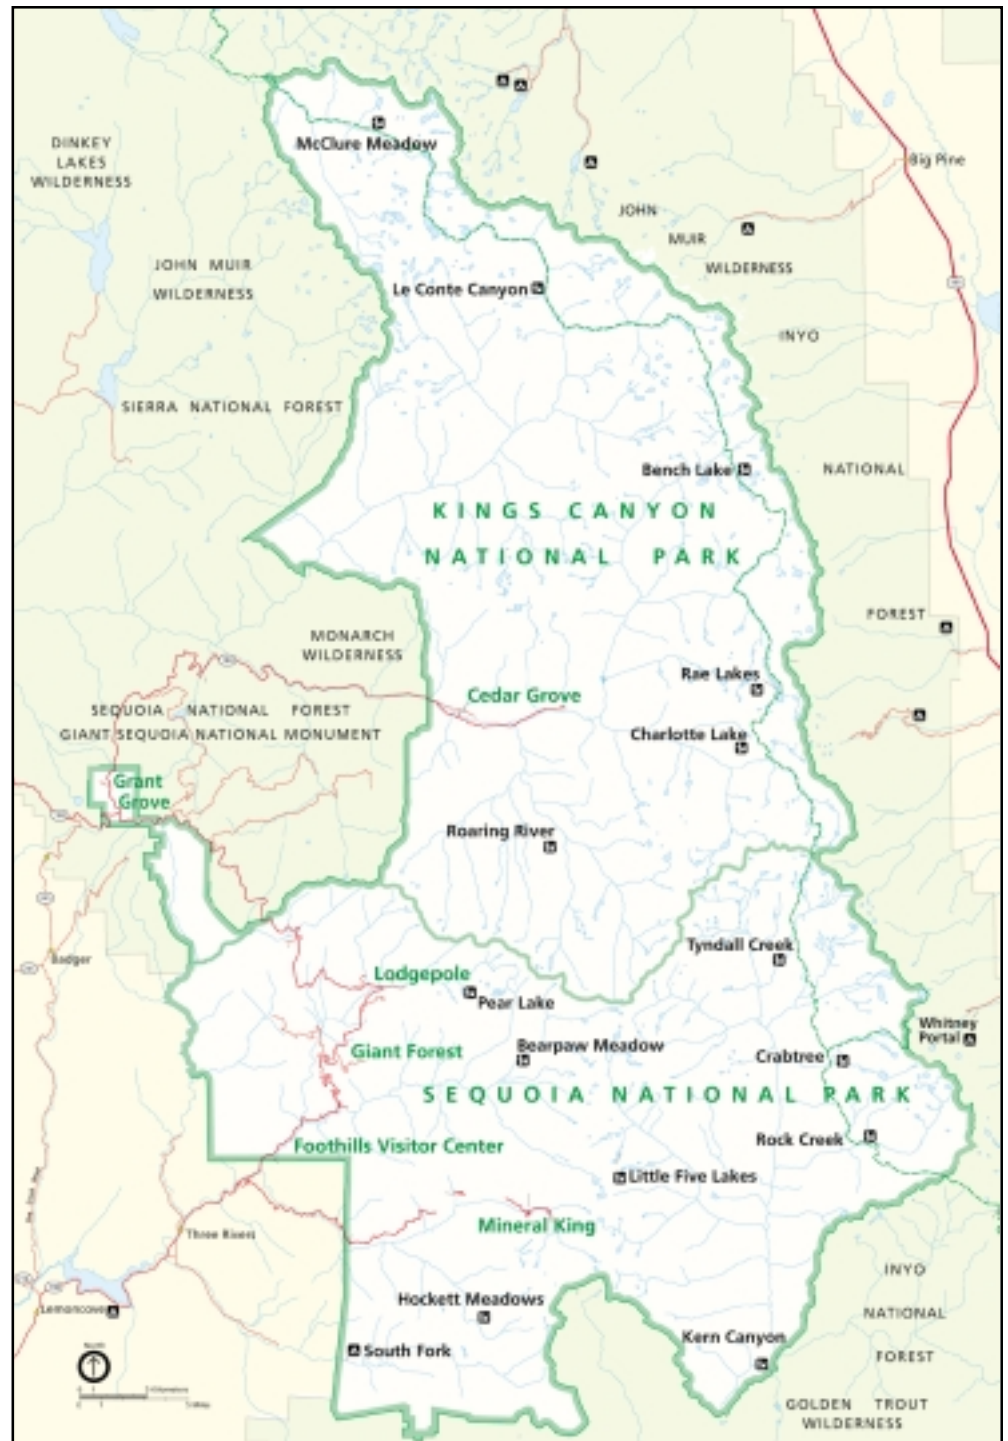 DINKEY
LAKES
WILDERNESS
McClure Meadow
Big Pine
JOHN
MUIR
WILDERNESS
JOHN MUIR
WILDERNESS
Le Conte Canyon
INYO
SIERRA NATIONAL FOREST
Bench Lake
NATIONAL
KINGS CANYON
NATIONAL PARK
FOREST
MONARCH
WILDERNESS
Rae Lakes
Cedar Grove
SEQUOIA NATIONAL FOREST
GIANT SEQUOIA NATIONAL MONUMENT
Charlotte Lake
Grant
Grove
Roaring River
Tyndall Creek
Badger
Lodgepole
Pear Lake
Whitney
Portal
Giant Forest
Bearpaw Meadow
Crabtree
SEQUOIA NATIONAL PARK
Rock Creek
Foothills Visitor Center
Little Five Lakes
Mineral King
Three Rivers
INYO
NATIONAL
FOREST
Hockett Meadows
Lemoncove
Kern Canyon
South Fork
North
GOLDEN TROUT
WILDERNESS